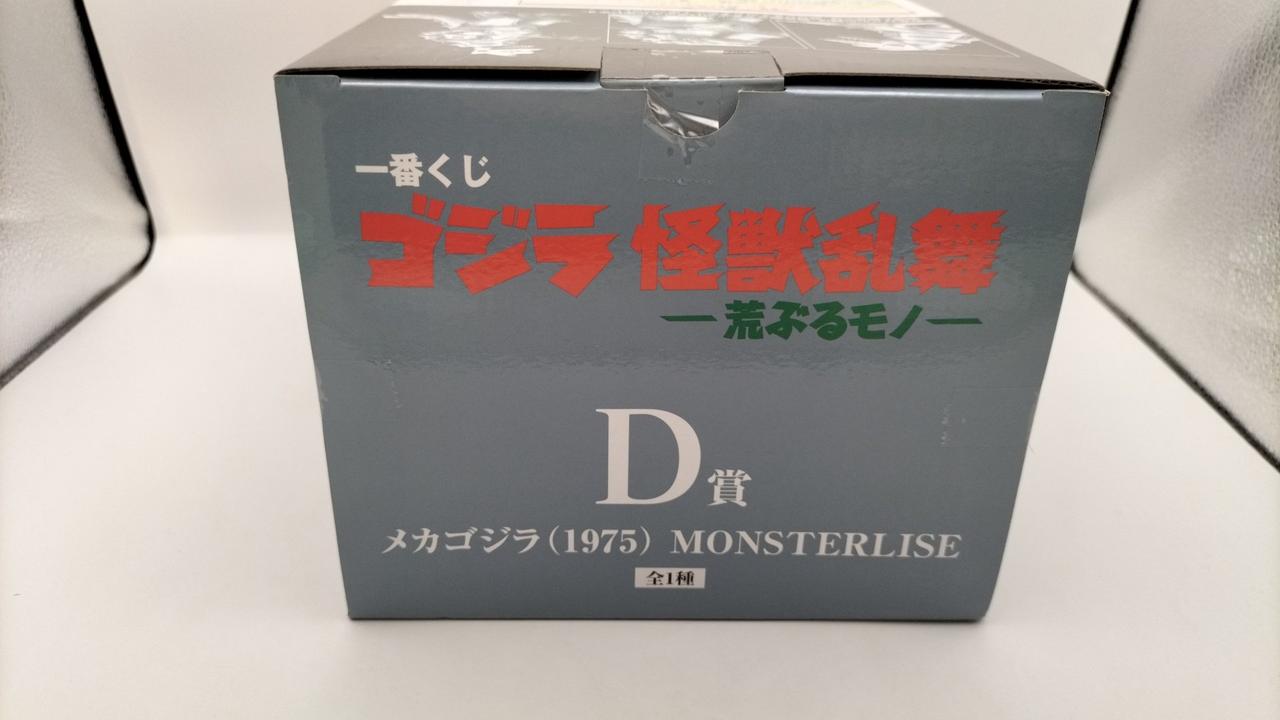 一番くじ
ゴジラ 怪獣乱舞
―荒ぶるモノ―
D賞
メカゴジラ（1975） MONSTERLISE
全1種